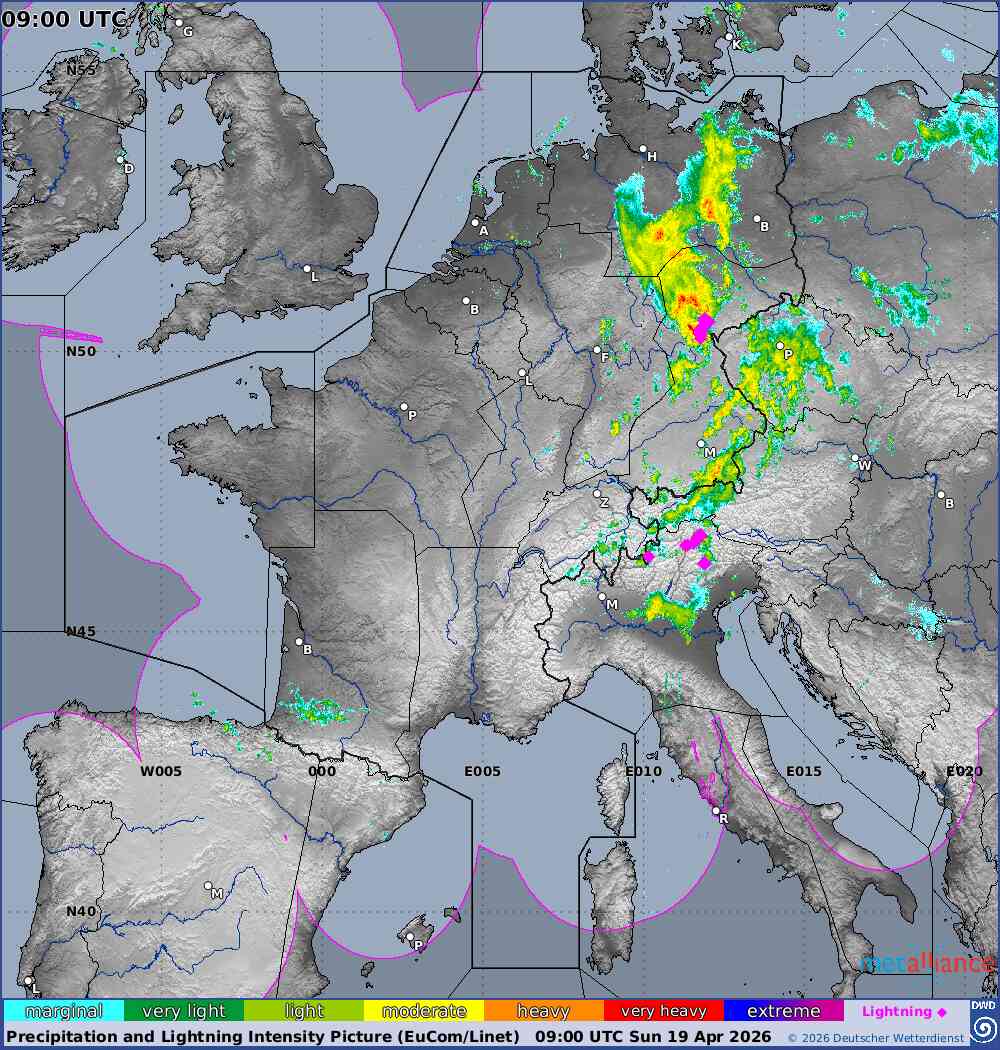 09:00 UTC
G
K
N55
H
D
A
B
L
B
N50
F
P
L
P
M
W
Z
B
M
N45
B
W005
000
E005
E010
E015
E020
R
M
N40
P
L
metalliance
marginal very light light moderate heavy very heavy extreme Lightning
DWD
Precipitation and Lightning Intensity Picture (EuCom/Linet) 09:00 UTC Sun 19 Apr 2026 © 2026 Deutscher Wetterdienst